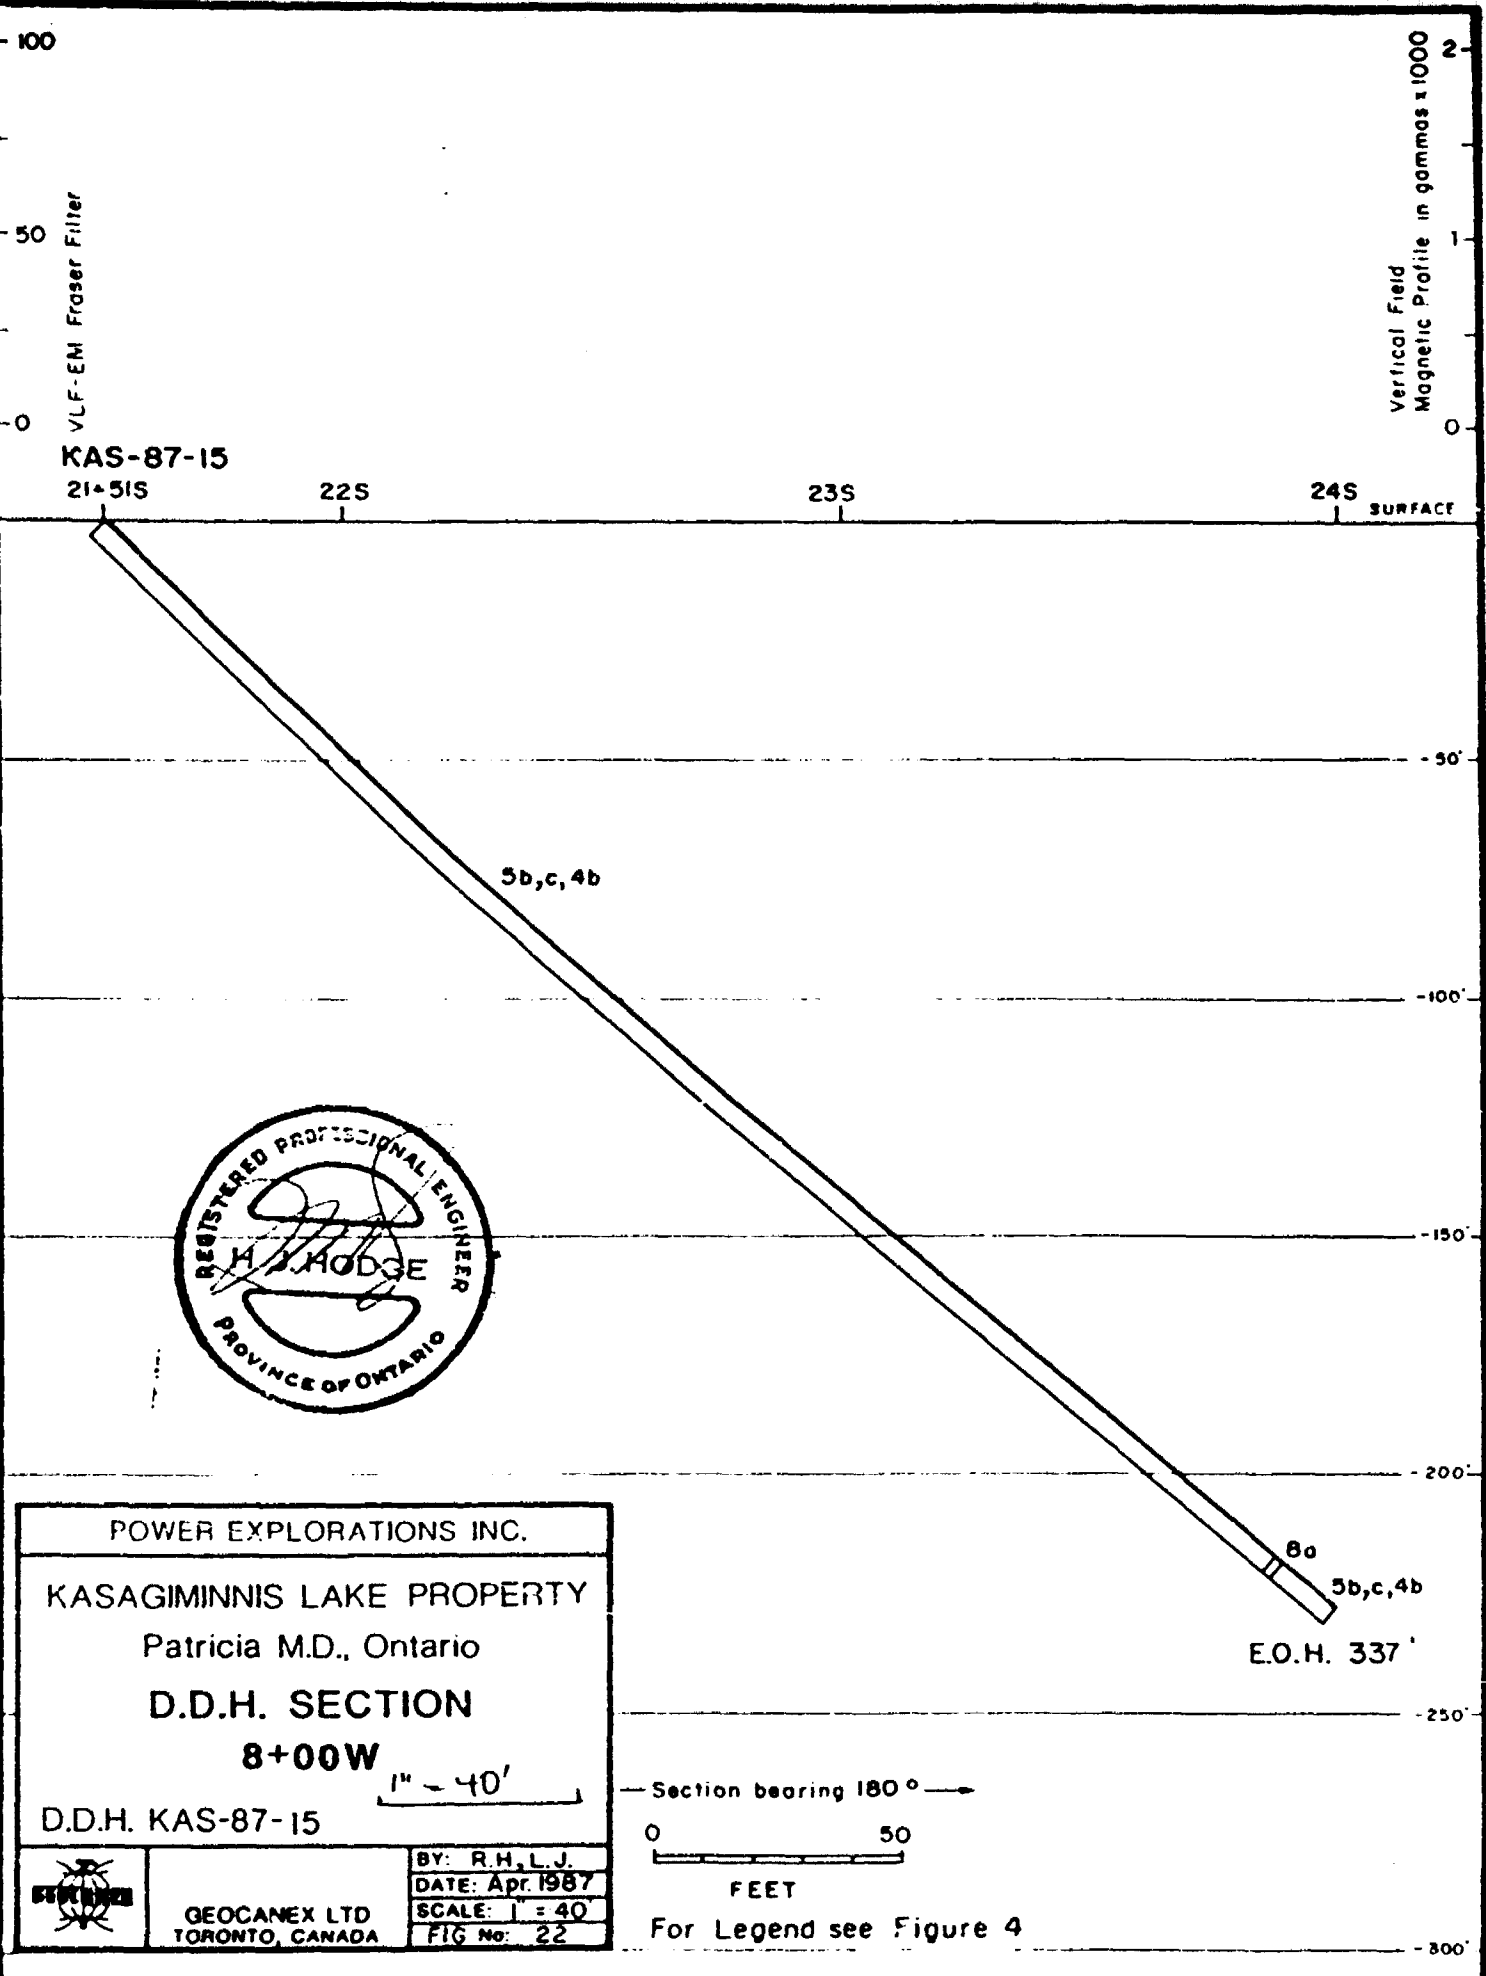 100
50
0
VLF-EM Fraser Filter
2
1
0
Vertical Field
Magnetic Profile in gammas x 1000
KAS-87-15
21+51S
22S
23S
24S
SURFACE
-50'
5b,c,4b
-100'
-150'
REGISTERED PROFESSIONAL ENGINEER
H. J. HODGE
PROVINCE OF ONTARIO
-200'
8a
5b,c,4b
E.O.H. 337'
-250'
-300'
POWER EXPLORATIONS INC.
KASAGIMINNIS LAKE PROPERTY
Patricia M.D., Ontario
D.D.H. SECTION
8+00W
1" - 40'
D.D.H. KAS-87-15
GEOCANEX LTD
TORONTO, CANADA
BY: R.H., L.J.
DATE: Apr. 1987
SCALE: 1" = 40'
FIG No: 22
Section bearing 180°
0 50
FEET
For Legend see Figure 4